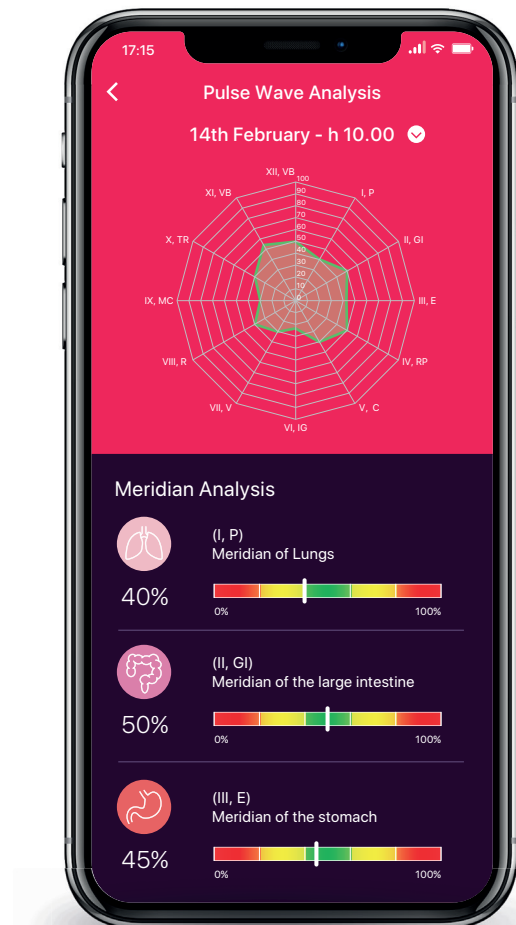 17:15
Pulse Wave Analysis
14th February - h 10.00
XII, VB
100
90
80
70
60
50
40
30
20
10
0
I, P
II, GI
III, E
IV, RP
V, C
VI, IG
VII, V
VIII, R
IX, MC
X, TR
XI, VB
Meridian Analysis
(I, P)
Meridian of Lungs
40%
0% 100%
(II, GI)
Meridian of the large intestine
50%
0% 100%
(III, E)
Meridian of the stomach
45%
0% 100%